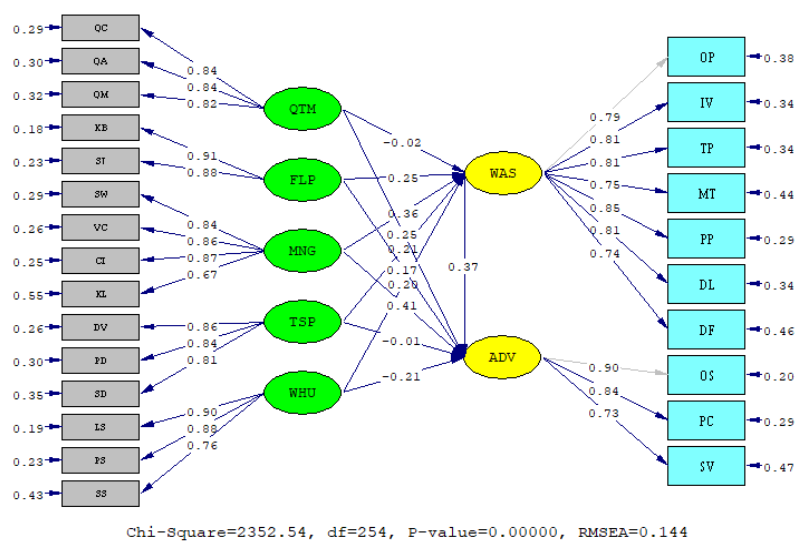 0.29 QC
0.30 QA
0.32 QM
0.18 KB
0.23 SI
0.29 SW
0.26 VC
0.25 CI
0.55 KL
0.26 DV
0.30 PD
0.35 SD
0.19 LS
0.23 PS
0.43 SS
0.84
0.84
0.82
0.91
0.88
0.84
0.86
0.87
0.67
0.86
0.84
0.81
0.90
0.88
0.76
QTM
FLP
MNG
TSP
WHU
-0.02
0.25
0.36
0.25
0.21
0.17
0.20
0.41
-0.01
-0.21
0.37
WAS
ADV
0.79
0.81
0.81
0.75
0.85
0.81
0.74
0.90
0.84
0.73
OP 0.38
IV 0.34
TP 0.34
MT 0.44
PP 0.29
DL 0.34
DF 0.46
OS 0.20
PC 0.29
SV 0.47
Chi-Square=2352.54, df=254, P-value=0.00000, RMSEA=0.144